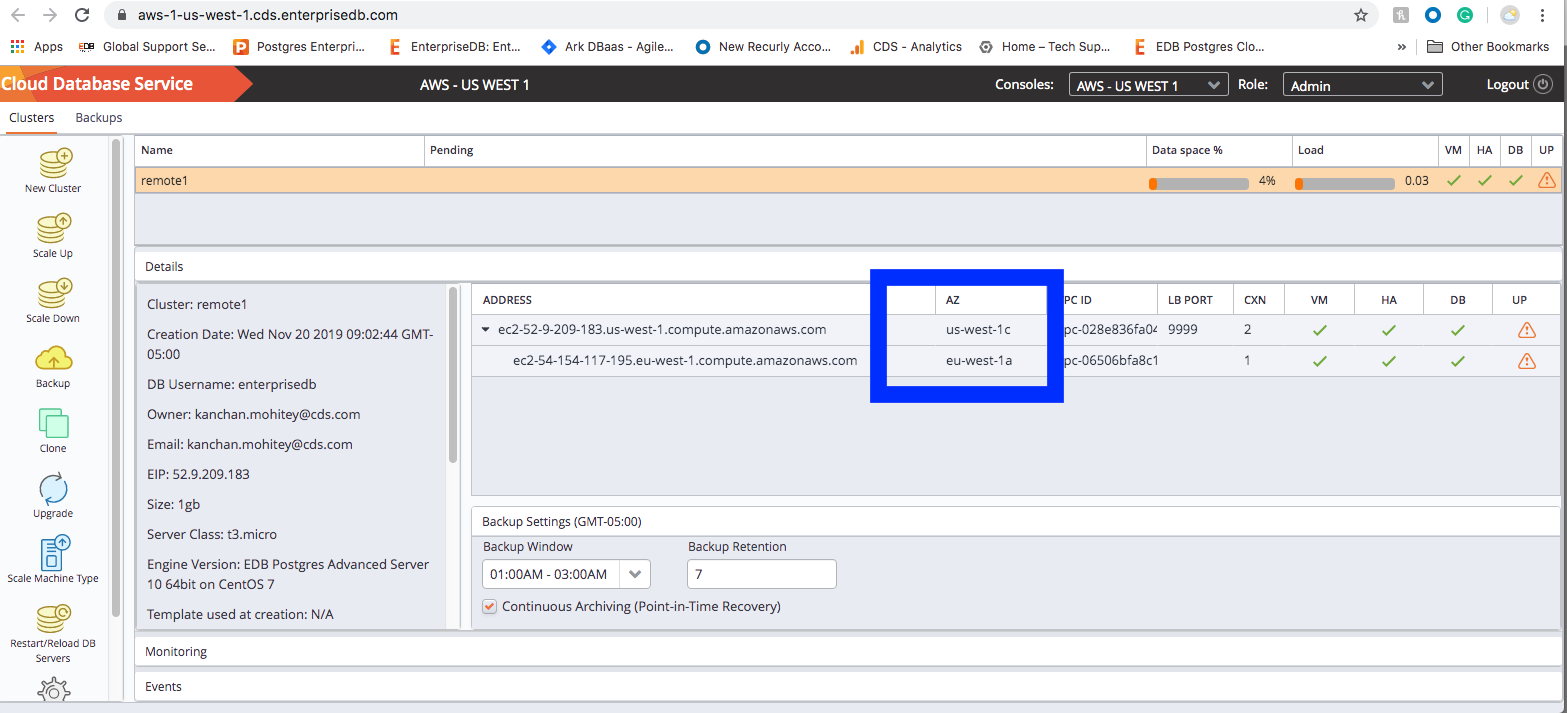 aws-1-us-west-1.cds.enterprisedb.com
Apps EDB Global Support Se... Postgres Enterpri... EnterpriseDB: Ent... Ark DBaas - Agile... New Recurly Acco... CDS - Analytics Home – Tech Sup... EDB Postgres Clo... » Other Bookmarks
Cloud Database Service AWS - US WEST 1 Consoles: AWS - US WEST 1 Role: Admin Logout
Clusters Backups
Name Pending Data space % Load VM HA DB UP
remote1 4% 0.03
New Cluster
Scale Up
Scale Down
Backup
Clone
Upgrade
Scale Machine Type
Restart/Reload DB
Servers
Details
Cluster: remote1
Creation Date: Wed Nov 20 2019 09:02:44 GMT-
05:00
DB Username: enterprisedb
Owner: kanchan.mohitey@cds.com
Email: kanchan.mohitey@cds.com
EIP: 52.9.209.183
Size: 1gb
Server Class: t3.micro
Engine Version: EDB Postgres Advanced Server
10 64bit on CentOS 7
Template used at creation: N/A
ADDRESS AZ PC ID LB PORT CXN VM HA DB UP
ec2-52-9-209-183.us-west-1.compute.amazonaws.com us-west-1c pc-028e836fa04 9999 2
ec2-54-154-117-195.eu-west-1.compute.amazonaws.com eu-west-1a pc-06506bfa8c1 1
Backup Settings (GMT-05:00)
Backup Window Backup Retention
01:00AM - 03:00AM 7
Continuous Archiving (Point-in-Time Recovery)
Monitoring
Events